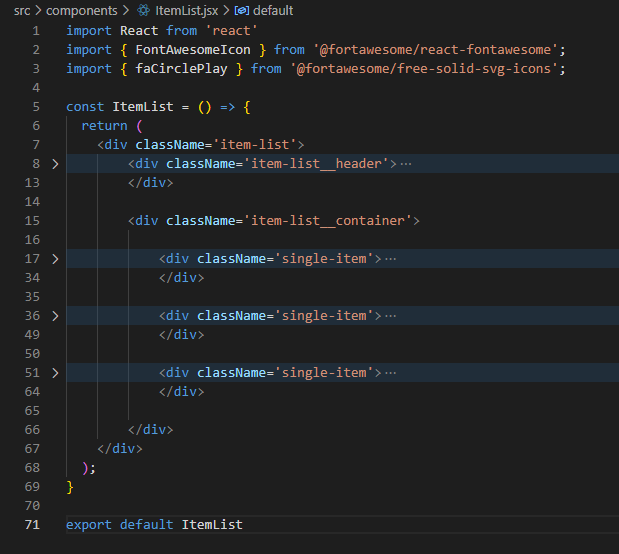 src > components > ItemList.jsx > default
1 import React from 'react'
2 import { FontAwesomeIcon } from '@fortawesome/react-fontawesome';
3 import { faCirclePlay } from '@fortawesome/free-solid-svg-icons';
4
5 const ItemList = () => {
6   return (
7     <div className='item-list'>
8         <div className='item-list__header'>…
13         </div>
14
15         <div className='item-list__container'>
16
17             <div className='single-item'>…
34             </div>
35
36             <div className='single-item'>…
49             </div>
50
51             <div className='single-item'>…
64             </div>
65
66         </div>
67     </div>
68   );
69 }
70
71 export default ItemList